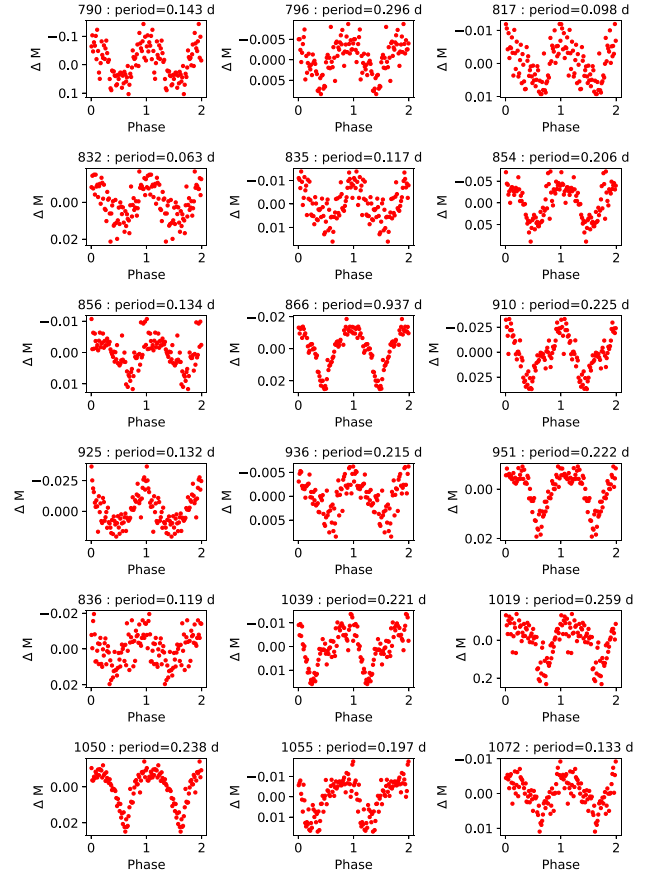 790 : period=0.143 d 796 : period=0.296 d 817 : period=0.098 d
Δ M −0.1 0.0 0.1 Δ M −0.005 0.005 Δ M −0.01 0.00 0.01
0 1 2 0 1 2 0 1 2
Phase Phase Phase
832 : period=0.063 d 835 : period=0.117 d 854 : period=0.206 d
Δ M 0.00 0.02 Δ M −0.01 0.00 0.01 Δ M −0.05 0.00 0.05
0 1 2 0 1 2 0 1 2
Phase Phase Phase
856 : period=0.134 d 866 : period=0.937 d 910 : period=0.225 d
Δ M −0.01 0.00 0.01 Δ M −0.02 0.00 0.02 Δ M −0.025 0.000 0.025
0 1 2 0 1 2 0 1 2
Phase Phase Phase
925 : period=0.132 d 936 : period=0.215 d 951 : period=0.222 d
Δ M −0.025 0.000 Δ M −0.005 0.000 0.005 Δ M 0.00 0.02
0 1 2 0 1 2 0 1 2
Phase Phase Phase
836 : period=0.119 d 1039 : period=0.221 d 1019 : period=0.259 d
Δ M −0.02 0.00 0.02 Δ M −0.01 0.00 0.01 Δ M 0.0 0.2
0 1 2 0 1 2 0 1 2
Phase Phase Phase
1050 : period=0.238 d 1055 : period=0.197 d 1072 : period=0.133 d
Δ M 0.00 0.02 Δ M −0.01 0.00 0.01 Δ M −0.01 0.00 0.01
0 1 2 0 1 2 0 1 2
Phase Phase Phase